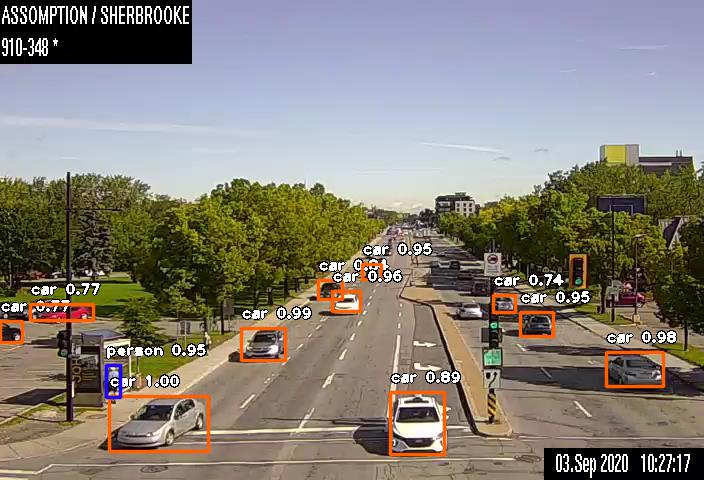 ASSOMPTION / SHERBROOKE
910-348 *
car 0.95
car 0.96
car 0.77
car 0.74
car 0.95
car 0.99
car 0.98
person 0.95
car 1.00
car 0.89
03.Sep 2020 10:27:17